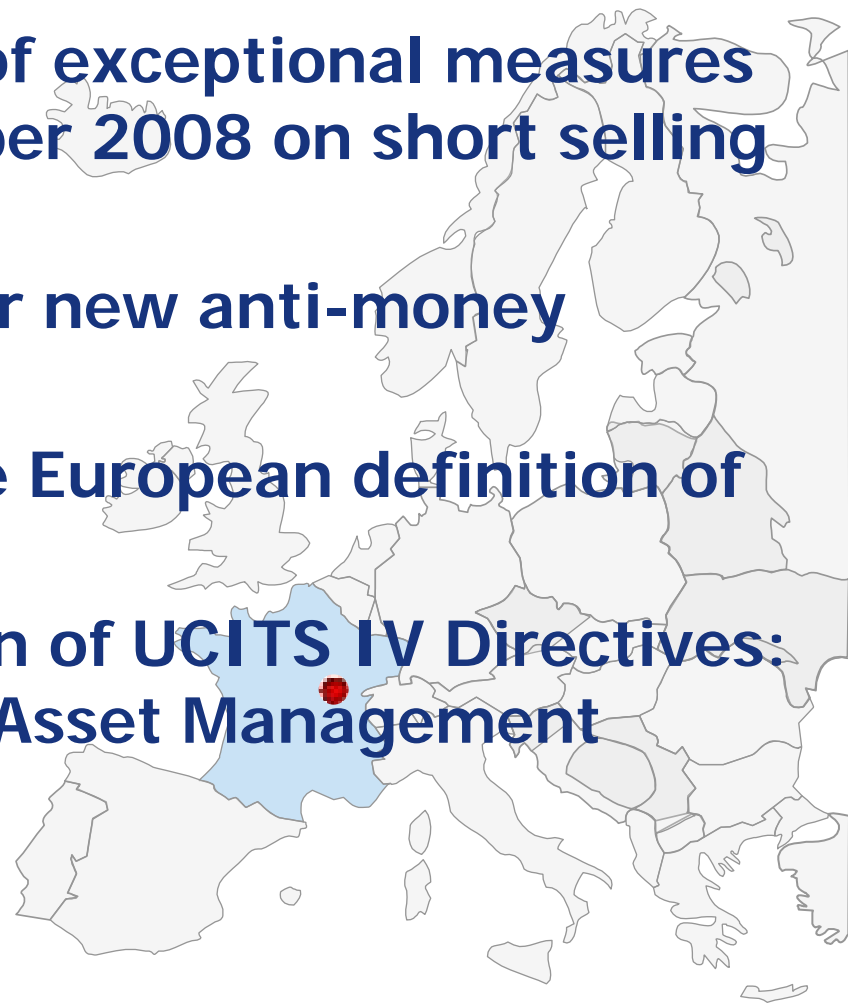 of exceptional measures
ber 2008 on short selling
r new anti-money
e European definition of
n of UCITS IV Directives:
Asset Management